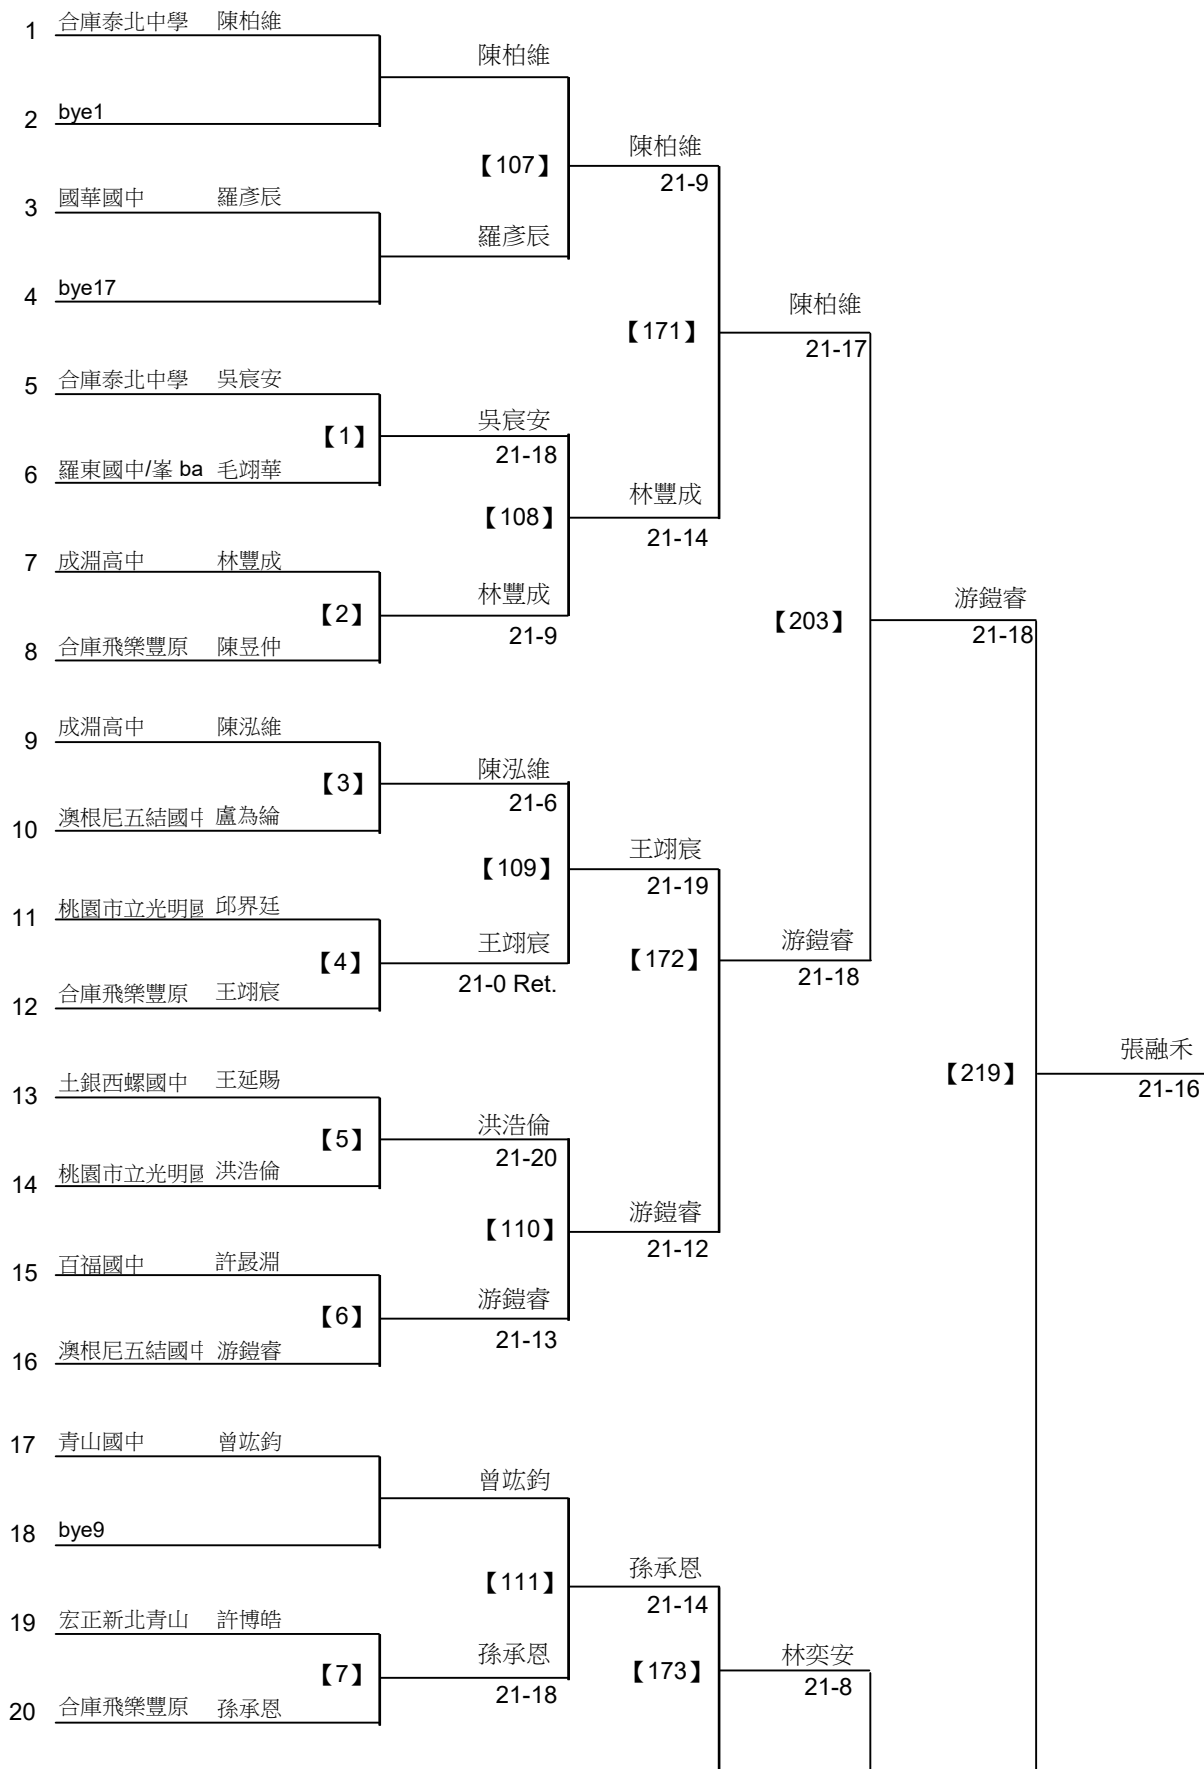 1 合庫泰北中學 陳柏維
陳柏維
2 bye1
陳柏維
【107】
21-9
3 國華國中 羅彥辰
羅彥辰
4 bye17
陳柏維
【171】
21-17
5 合庫泰北中學 吳宸安
吳宸安
【1】
21-18
6 羅東國中/峯 ba 毛翊華
林豐成
【108】
21-14
7 成淵高中 林豐成
林豐成
【2】
21-9
8 合庫飛樂豐原 陳昱仲
游鎧睿
【203】
21-18
9 成淵高中 陳泓維
陳泓維
【3】
21-6
10 澳根尼五結國中 盧為綸
王翊宸
【109】
21-19
11 桃園市立光明國 邱界廷
王翊宸
【4】
21-0 Ret.
12 合庫飛樂豐原 王翊宸
游鎧睿
【172】
21-18
張融禾
【219】
21-16
13 土銀西螺國中 王延賜
洪浩倫
【5】
21-20
14 桃園市立光明國 洪浩倫
游鎧睿
【110】
21-12
15 百福國中 許晸淵
游鎧睿
【6】
21-13
16 澳根尼五結國中 游鎧睿
17 青山國中 曾竑鈞
曾竑鈞
18 bye9
孫承恩
【111】
21-14
19 宏正新北青山 許博皓
孫承恩
【7】
21-18
20 合庫飛樂豐原 孫承恩
林奕安
【173】
21-8